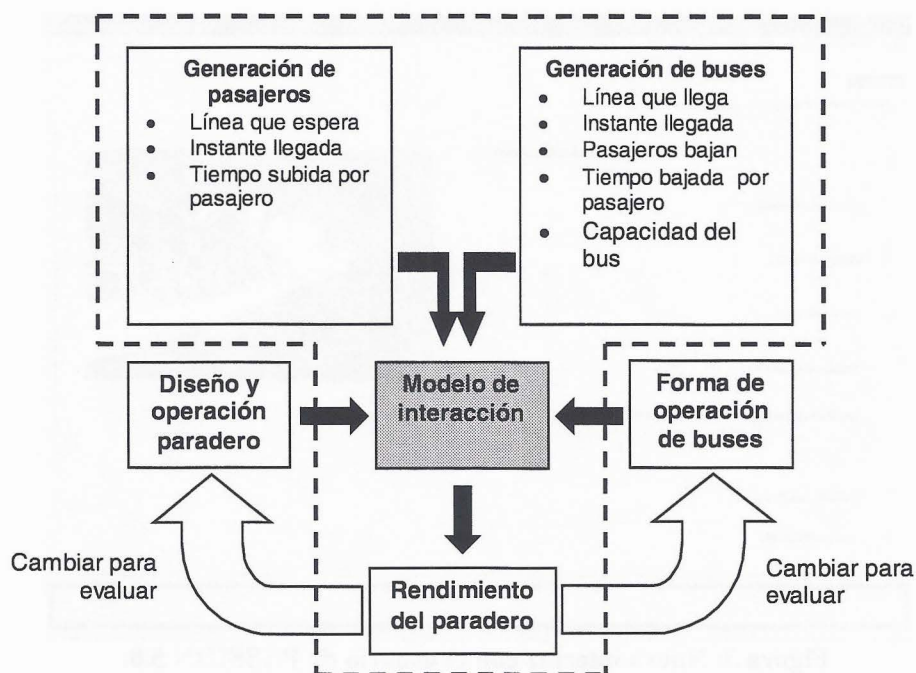 Generación de
pasajeros
• Línea que espera
• Instante llegada
• Tiempo subida por
pasajero
Generación de buses
• Línea que llega
• Instante llegada
• Pasajeros bajan
• Tiempo bajada por
pasajero
• Capacidad del
bus
Diseño y
operación
paradero
Modelo de
interacción
Forma de
operación
de buses
Cambiar para
evaluar
Rendimiento
del paradero
Cambiar para
evaluar